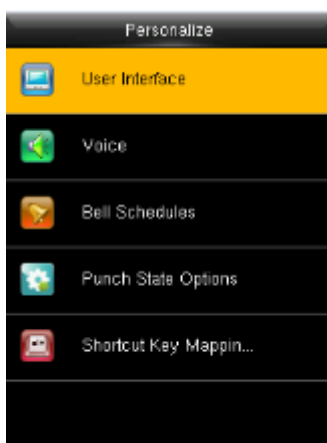 Personalize
User Interface
Voice
Bell Schedules
Punch State Options
Shortcut Key Mappin...